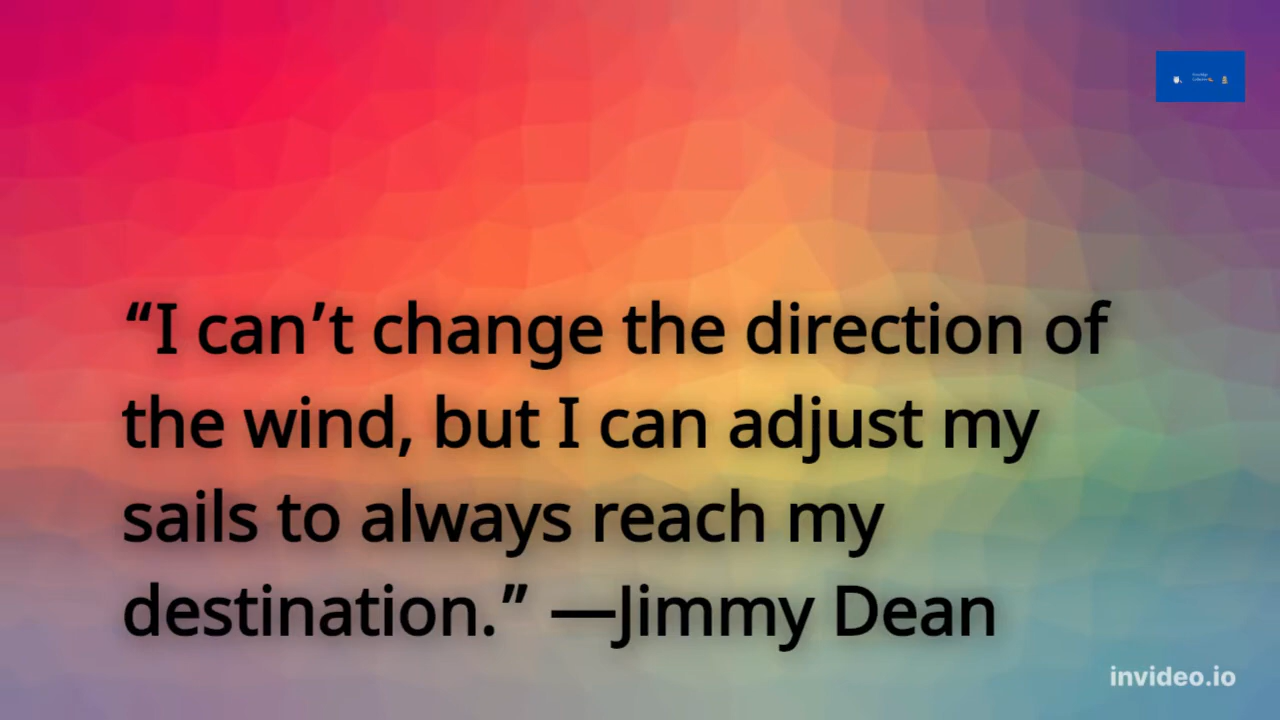 “I can’t change the direction of
the wind, but I can adjust my
sails to always reach my
destination.” —Jimmy Dean
invideo.io